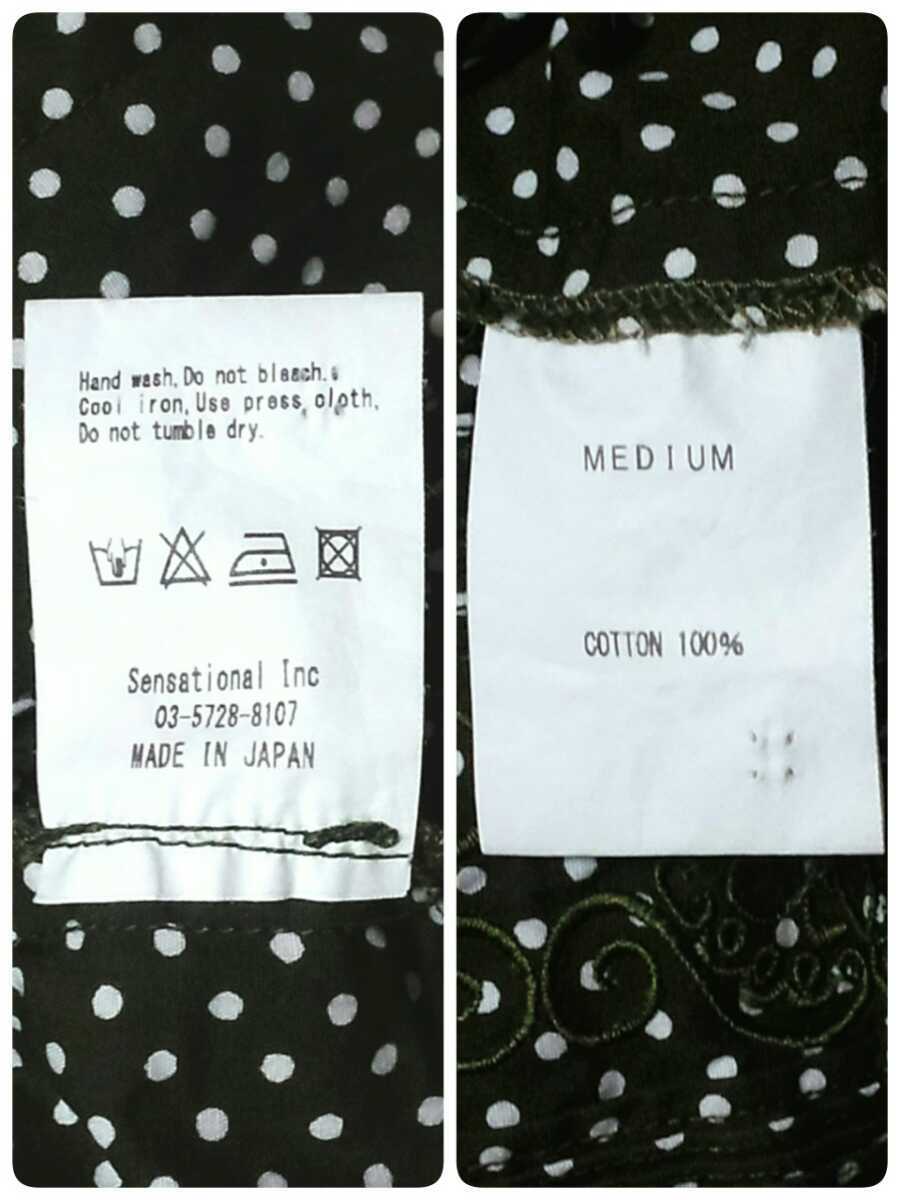 Hand wash, Do not bleach.
Cool iron, Use press cloth,
Do not tumble dry.
Sensational Inc
03-5728-8107
MADE IN JAPAN
MEDIUM
COTTON 100%